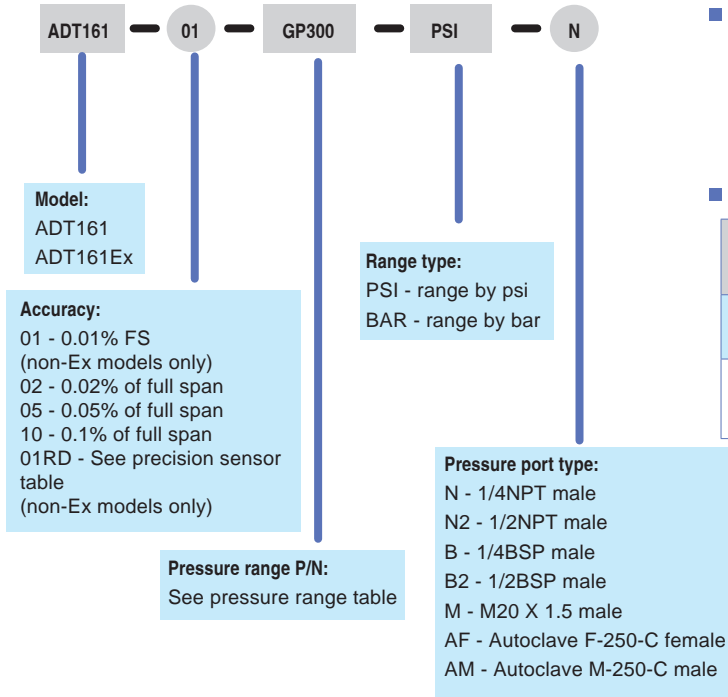 ADT161 — 01 — GP300 — PSI — N
Model:
ADT161
ADT161Ex
Accuracy:
01 - 0.01% FS
(non-Ex models only)
02 - 0.02% of full span
05 - 0.05% of full span
10 - 0.1% of full span
01RD - See precision sensor
table
(non-Ex models only)
Pressure range P/N:
See pressure range table
Range type:
PSI - range by psi
BAR - range by bar
Pressure port type:
N - 1/4NPT male
N2 - 1/2NPT male
B - 1/4BSP male
B2 - 1/2BSP male
M - M20 X 1.5 male
AF - Autoclave F-250-C female
AM - Autoclave M-250-C male